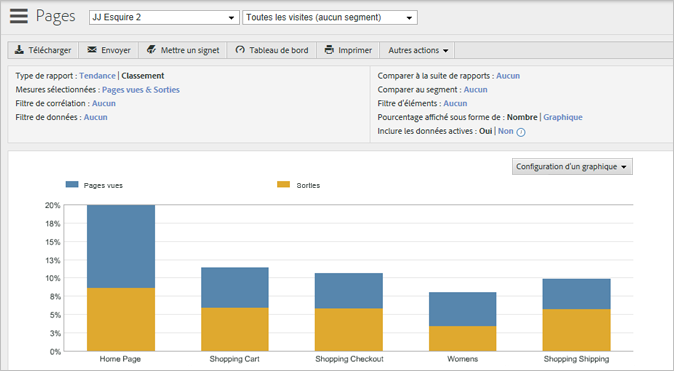 Pages JJ Esquire 2 Toutes les visites (aucun segment)
Télécharger Envoyer Mettre un signet Tableau de bord Imprimer Autres actions
Type de rapport : Tendance | Classement
Mesures sélectionnées : Pages vues & Sorties
Filtre de corrélation : Aucun
Filtre de données : Aucun
Comparer à la suite de rapports : Aucun
Comparer au segment : Aucun
Filtre d'éléments : Aucun
Pourcentage affiché sous forme de : Nombre | Graphique
Inclure les données actives : Oui | Non i
Configuration d'un graphique
Pages vues Sorties
20%
18%
15%
13%
10%
8%
5%
3%
0%
Home Page Shopping Cart Shopping Checkout Womens Shopping Shipping